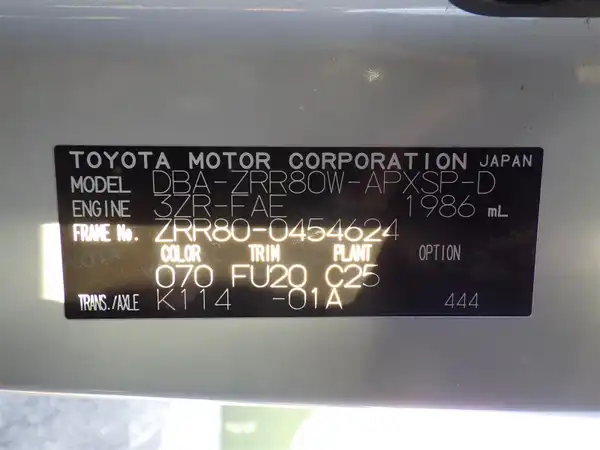 TOYOTA MOTOR CORPORATION JAPAN
MODEL DBA-ZRR80W-APXSP-D
ENGINE 3ZR-FAE 1986 mL
FRAME No. ZRR80-0454624
COLOR TRIM PLANT OPTION
070 FU20 C25
TRANS./AXLE K114 -01A 444